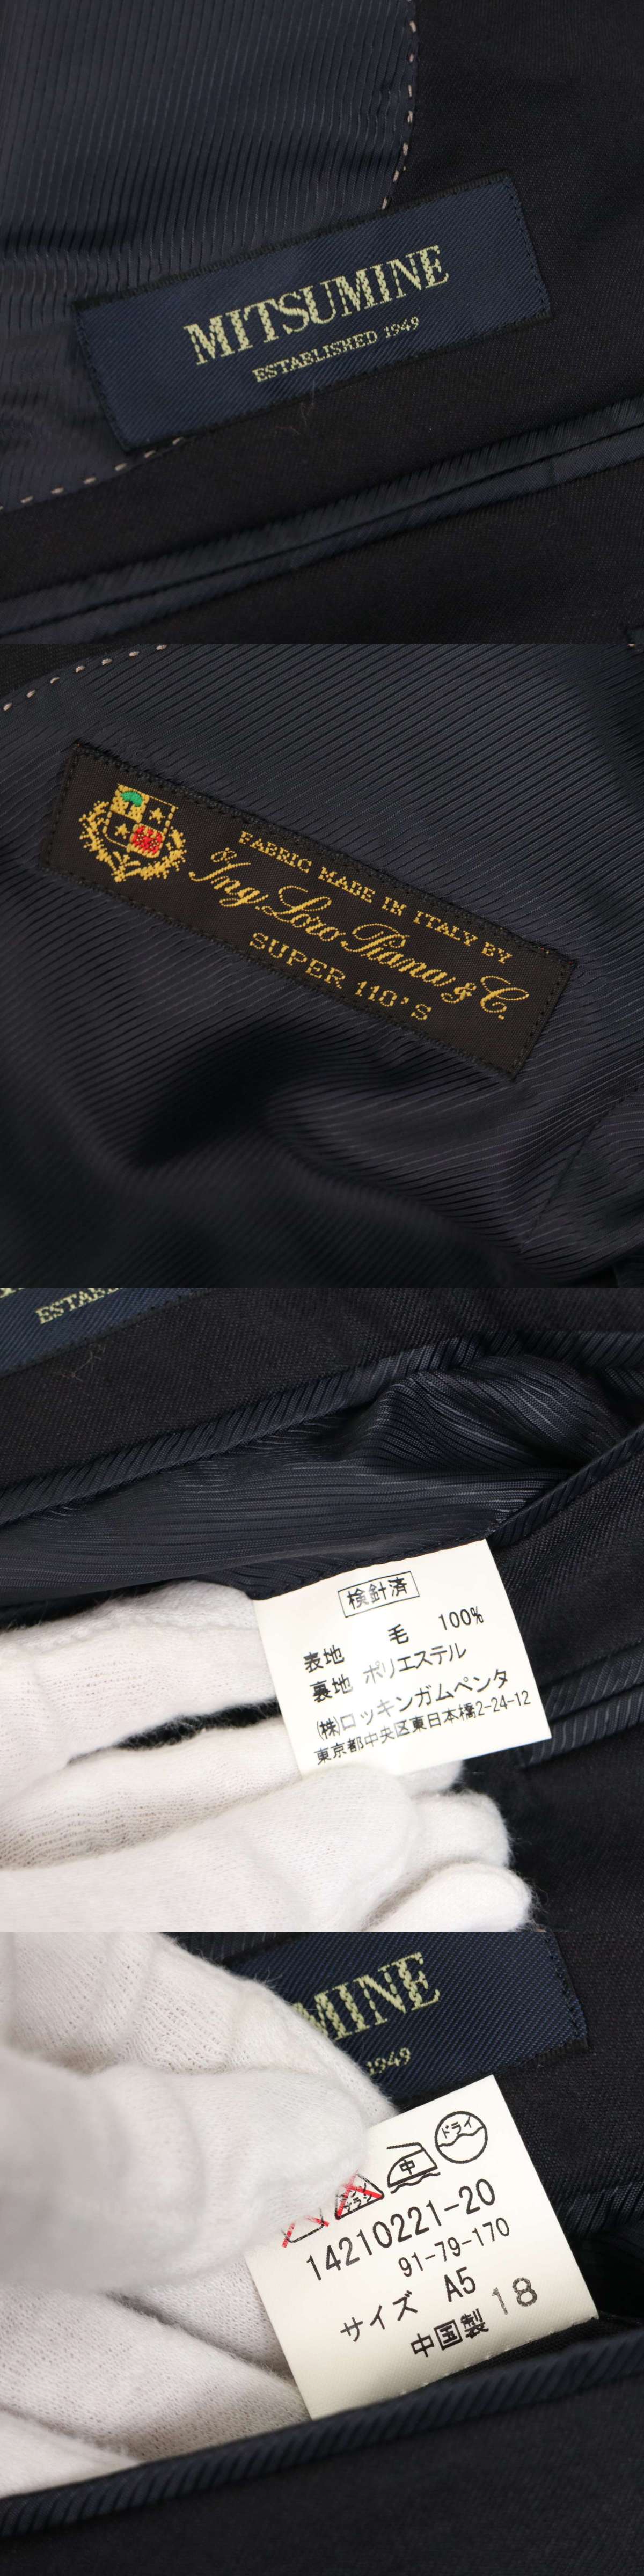 MITSUMINE
ESTABLISHED 1949
FABRIC MADE IN ITALY BY
Ing. Loro Piana & C.
SUPER 110'S
検針済
表地 毛 100%
裏地 ポリエステル
(株)ロッキンガムペンタ
東京都中央区東日本橋2-24-12
MINE
1949
ドライ
中
14210221-20
91-79-170
サイズ A5
中国製 18